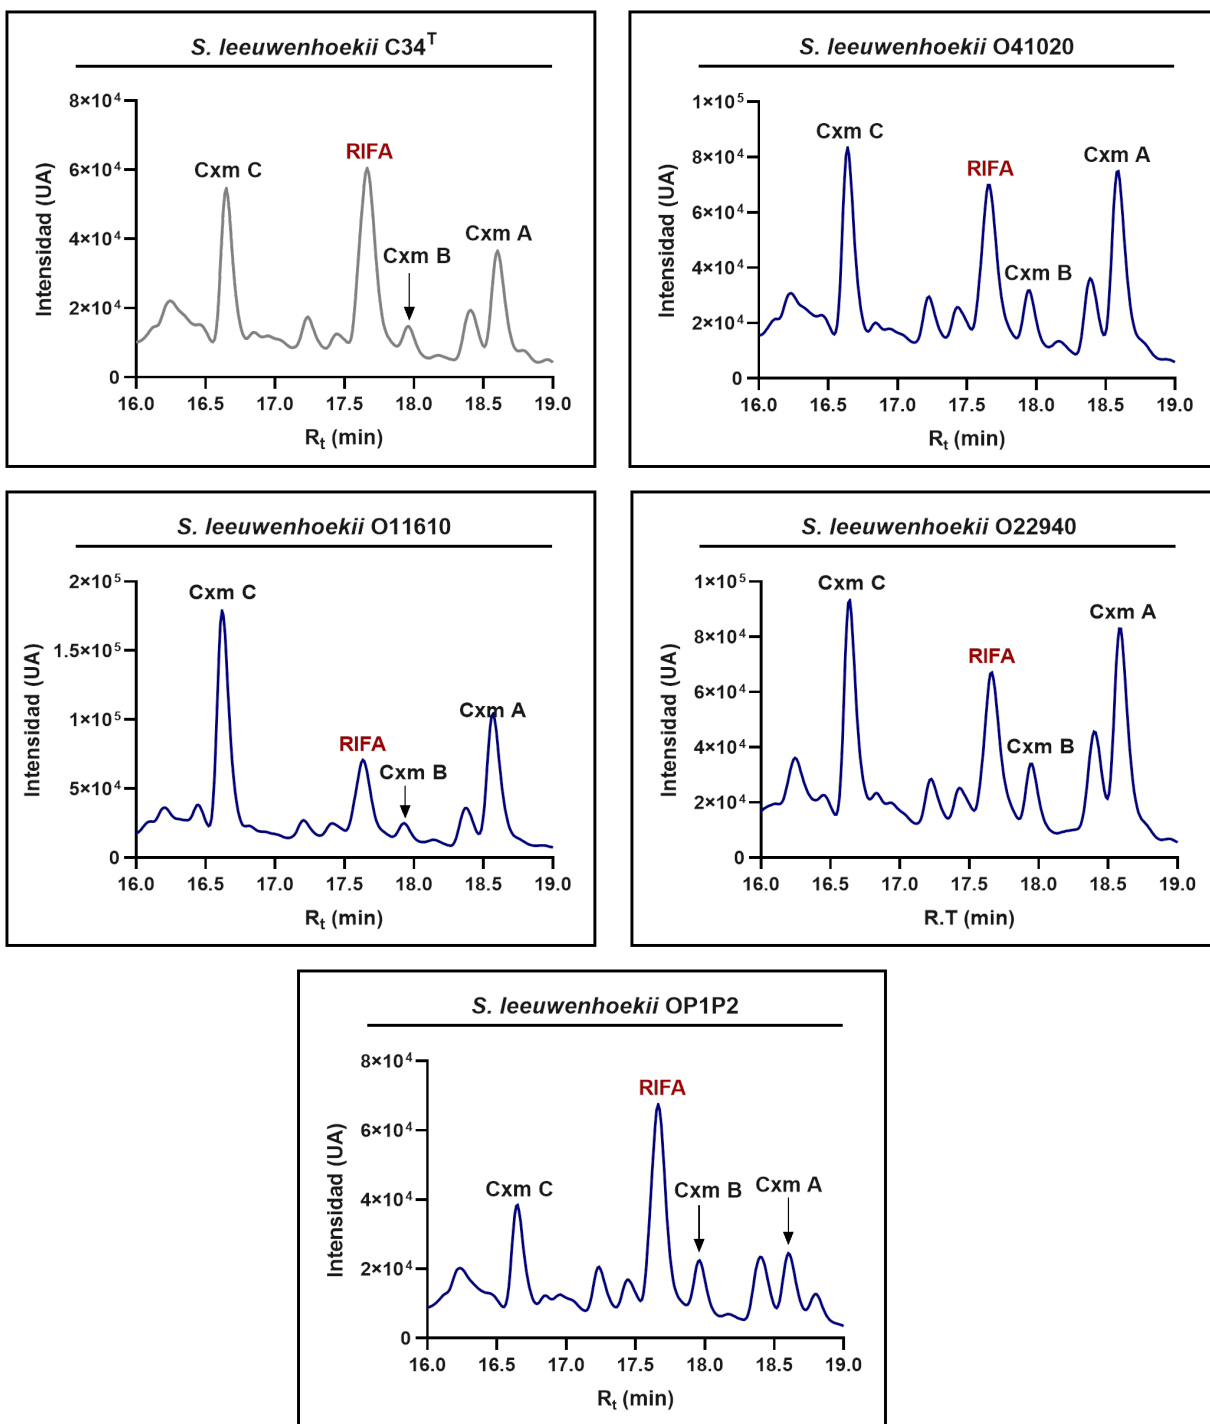 S. leeuwenhoekii C34ᵀ
8×10⁴
6×10⁴
4×10⁴
2×10⁴
0
Intensidad (UA)
Cxm C
RIFA
Cxm B
Cxm A
16.0 16.5 17.0 17.5 18.0 18.5 19.0
Rₜ (min)
S. leeuwenhoekii O41020
1×10⁵
8×10⁴
6×10⁴
4×10⁴
2×10⁴
0
Intensidad (UA)
Cxm C
RIFA
Cxm B
Cxm A
16.0 16.5 17.0 17.5 18.0 18.5 19.0
Rₜ (min)
S. leeuwenhoekii O11610
2×10⁵
1.5×10⁵
1×10⁵
5×10⁴
0
Intensidad (UA)
Cxm C
RIFA
Cxm B
Cxm A
16.0 16.5 17.0 17.5 18.0 18.5 19.0
Rₜ (min)
S. leeuwenhoekii O22940
1×10⁵
8×10⁴
6×10⁴
4×10⁴
2×10⁴
0
Intensidad (UA)
Cxm C
RIFA
Cxm B
Cxm A
16.0 16.5 17.0 17.5 18.0 18.5 19.0
R.T (min)
S. leeuwenhoekii OP1P2
8×10⁴
6×10⁴
4×10⁴
2×10⁴
0
Intensidad (UA)
Cxm C
RIFA
Cxm B
Cxm A
16.0 16.5 17.0 17.5 18.0 18.5 19.0
Rₜ (min)